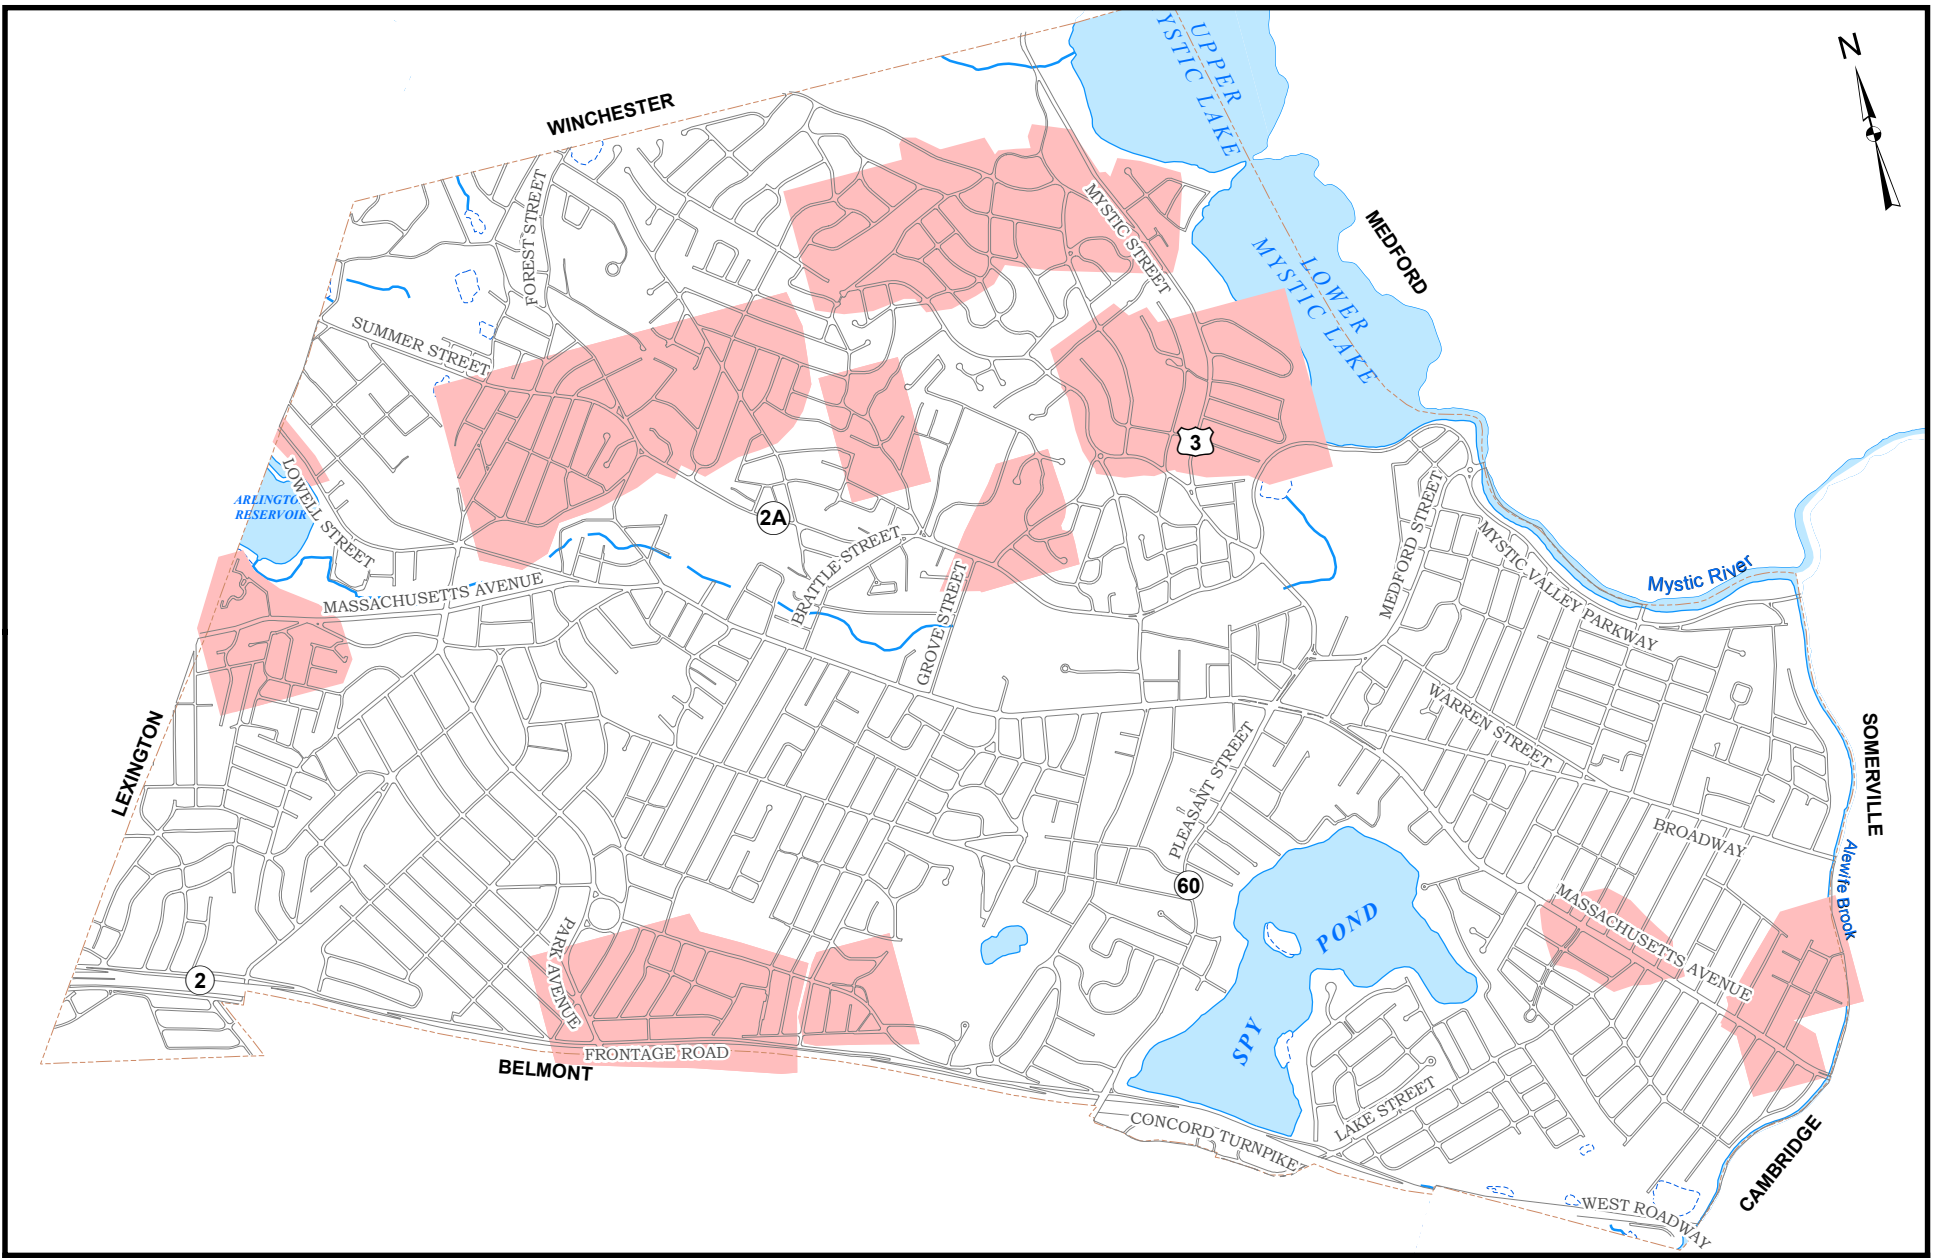 UPPER
YSTIC LAKE
N
WINCHESTER
FOREST STREET
MYSTIC STREET
MEDFORD
LOWER
MYSTIC LAKE
SUMMER STREET
3
LOWELL STREET
ARLINGTO
RESERVOIR
2A
BRATTLE STREET
MEDFORD STREET
MYSTIC VALLEY PARKWAY
Mystic River
MASSACHUSETTS AVENUE
GROVE STREET
WARREN STREET
LEXINGTON
PLEASANT STREET
SOMERVILLE
BROADWAY
Alewife Brook
60
MASSACHUSETTS AVENUE
SPY POND
PARK AVENUE
2
FRONTAGE ROAD
BELMONT
LAKE STREET
CONCORD TURNPIKE
CAMBRIDGE
WEST ROADWAY